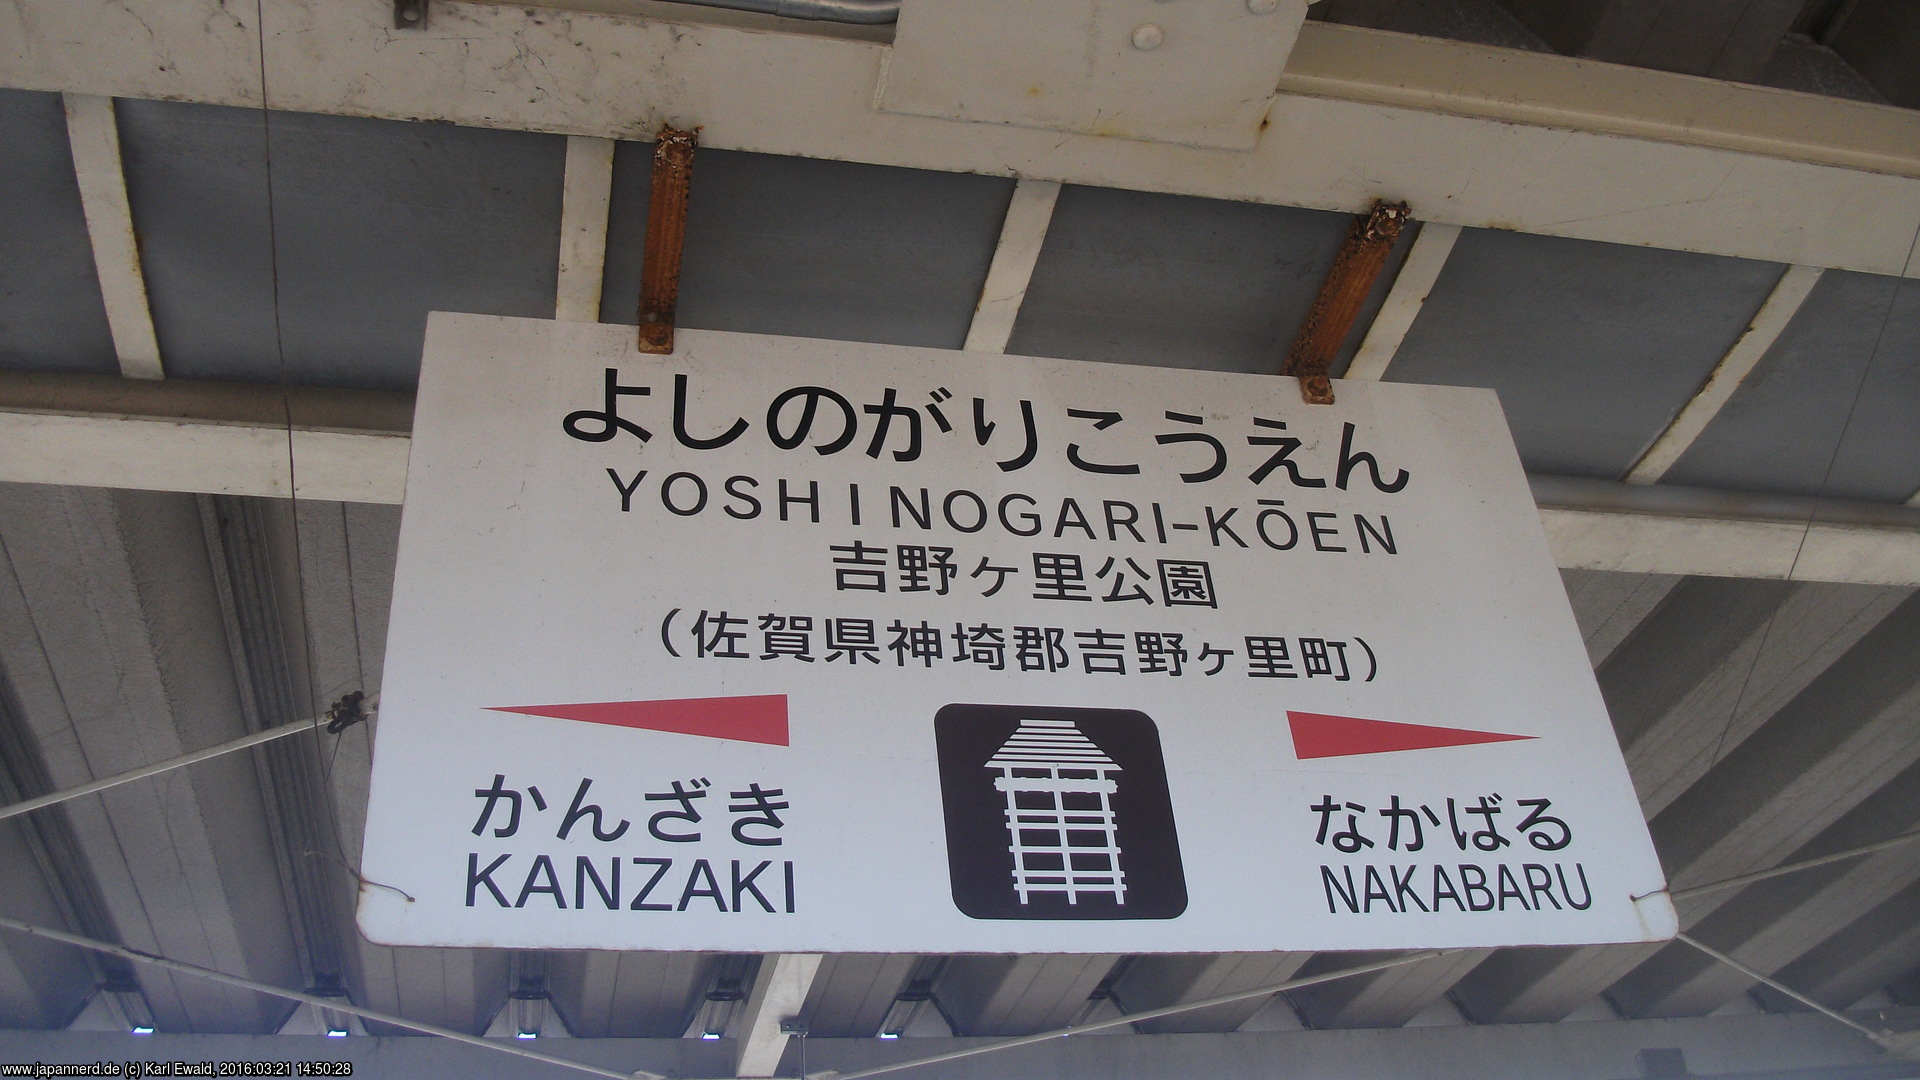 よしのがりこうえん
YOSHINOGARI-KŌEN
吉野ヶ里公園
（佐賀県神埼郡吉野ヶ里町）
かんざき
KANZAKI
なかばる
NAKABARU
www.japannerd.de (c) Karl Ewald, 2016:03:21 14:50:28